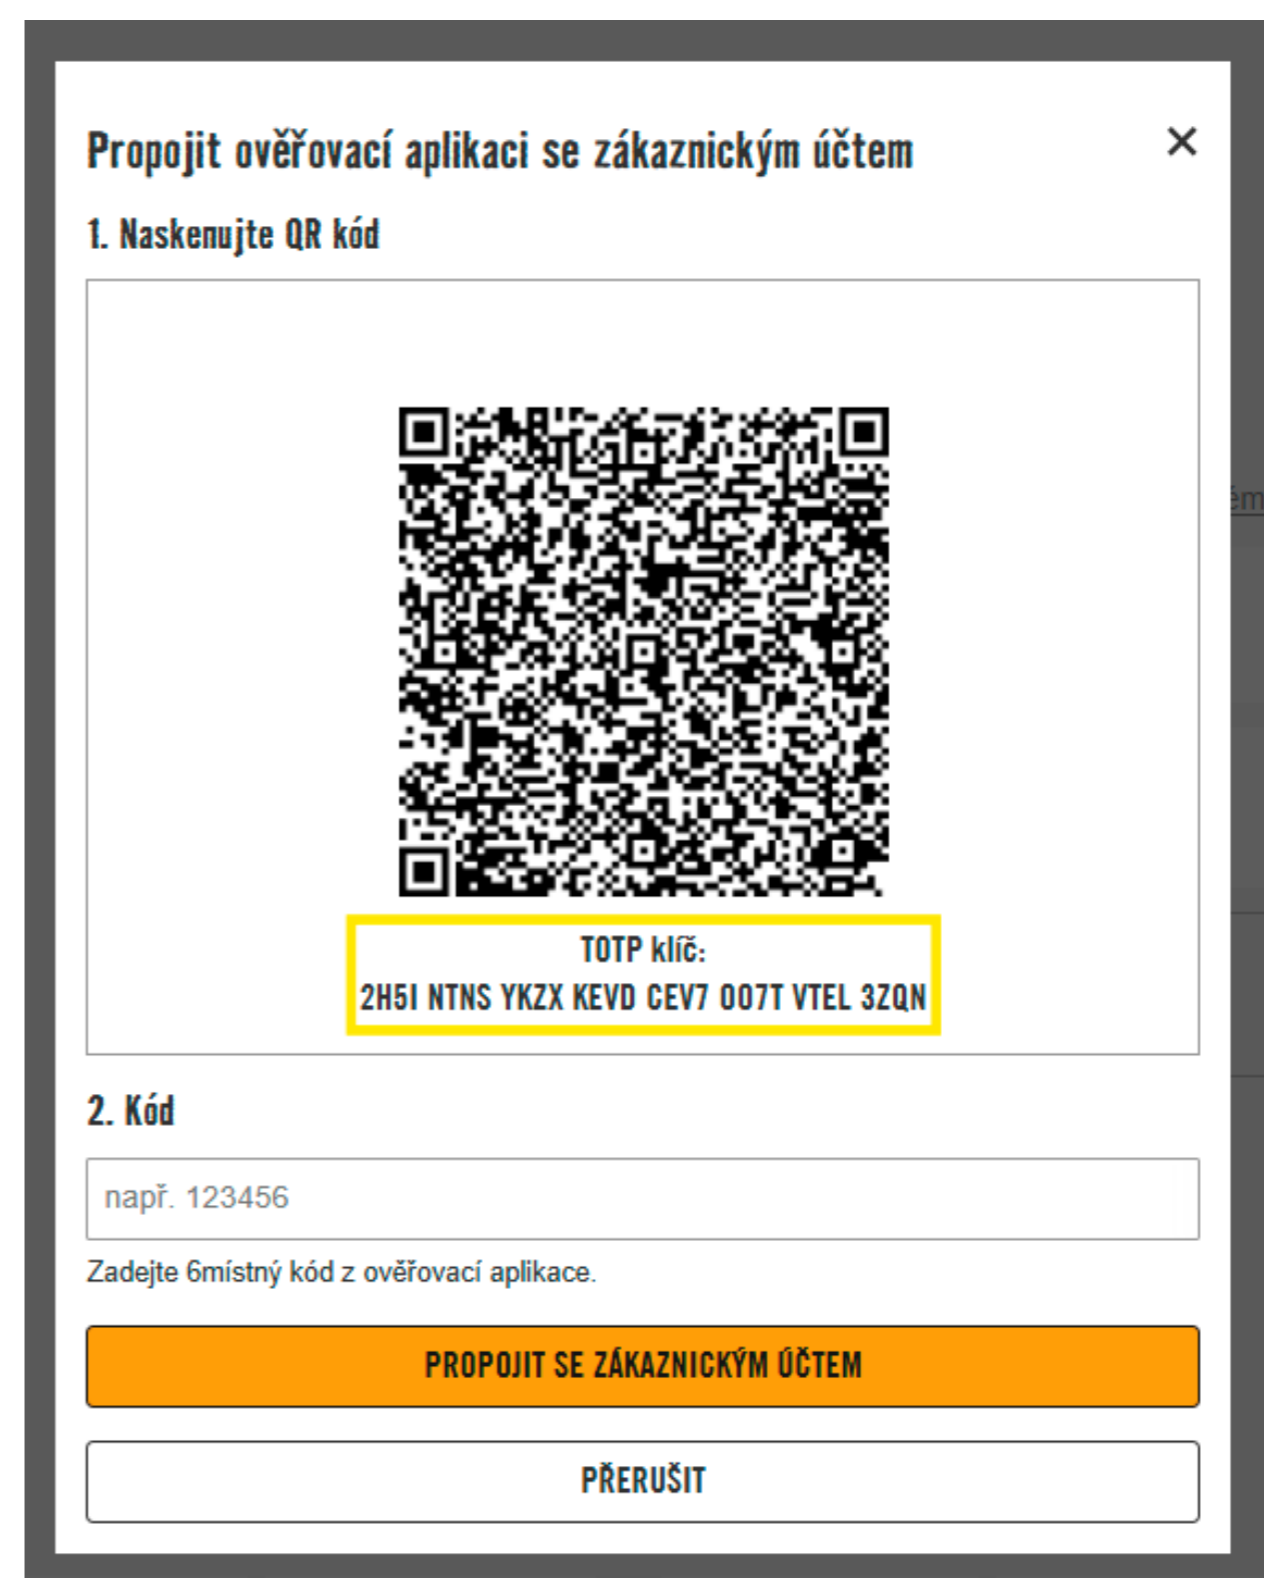 Propojit ověřovací aplikaci se zákaznickým účtem
1. Naskenujte QR kód
TOTP klíč:
2H5I NTNS YKZX KEVD CEV7 OO7T VTEL 3ZQN
2. Kód
např. 123456
Zadejte 6místný kód z ověřovací aplikace.
PROPOJIT SE ZÁKAZNICKÝM ÚČTEM
PŘERUŠIT